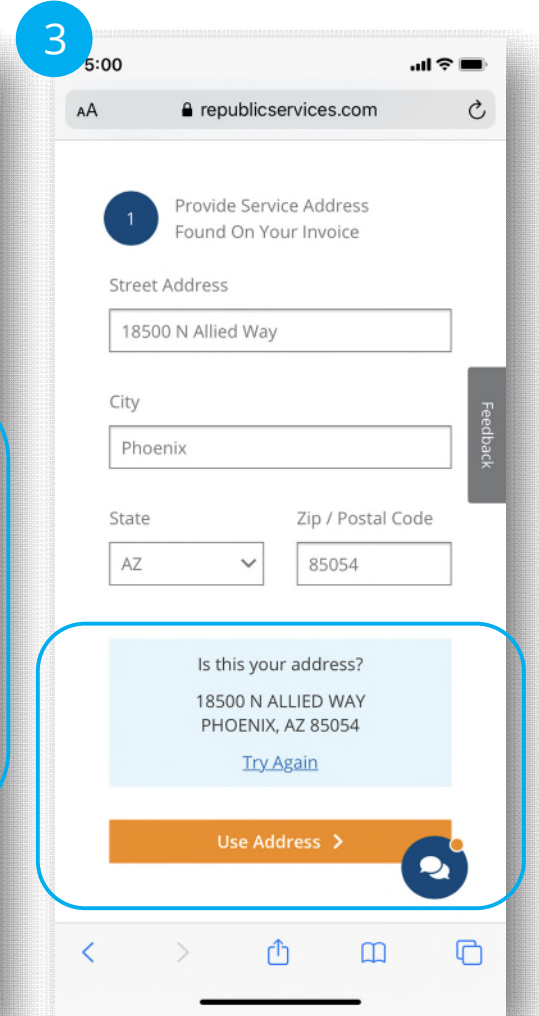 3
5:00
AA republicservices.com
1
Provide Service Address
Found On Your Invoice
Street Address
18500 N Allied Way
City
Phoenix
Feedback
State Zip / Postal Code
AZ 85054
Is this your address?
18500 N ALLIED WAY
PHOENIX, AZ 85054
Try Again
Use Address